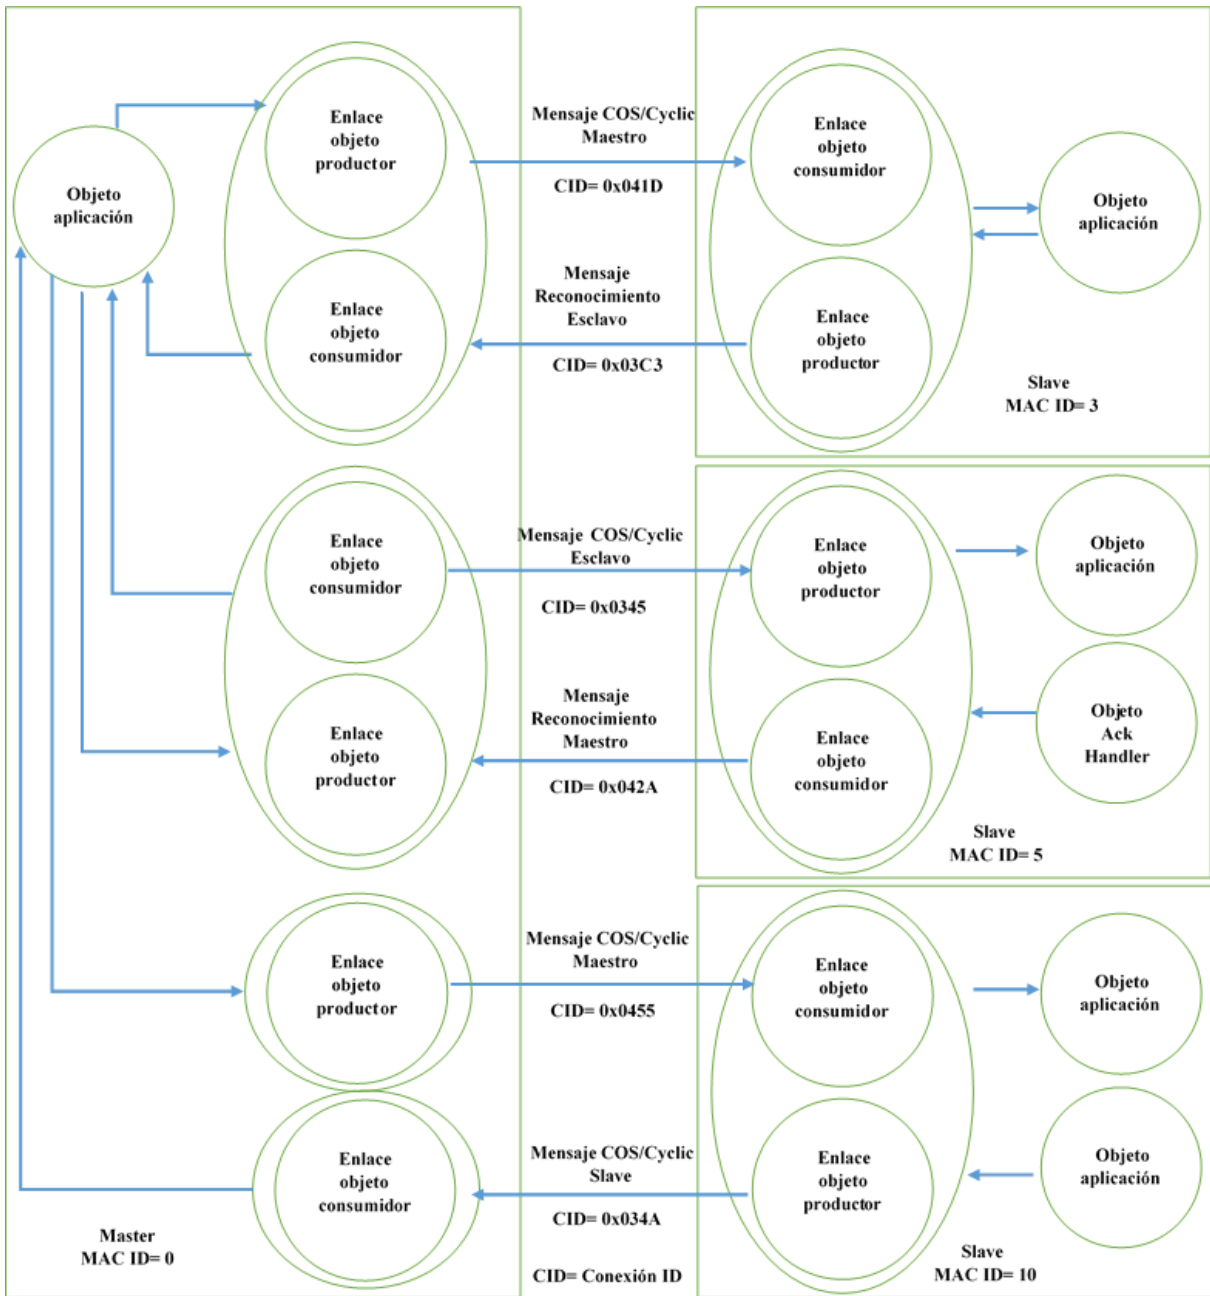 Objeto
aplicación
Enlace
objeto
productor
Enlace
objeto
consumidor
Mensaje COS/Cyclic
Maestro
CID= 0x041D
Mensaje
Reconocimiento
Esclavo
CID= 0x03C3
Enlace
objeto
consumidor
Enlace
objeto
productor
Objeto
aplicación
Slave
MAC ID= 3
Enlace
objeto
consumidor
Enlace
objeto
productor
Mensaje COS/Cyclic
Esclavo
CID= 0x0345
Mensaje
Reconocimiento
Maestro
CID= 0x042A
Enlace
objeto
productor
Enlace
objeto
consumidor
Objeto
aplicación
Objeto
Ack
Handler
Slave
MAC ID= 5
Enlace
objeto
productor
Enlace
objeto
consumidor
Mensaje COS/Cyclic
Maestro
CID= 0x0455
Mensaje COS/Cyclic
Slave
CID= 0x034A
Enlace
objeto
consumidor
Enlace
objeto
productor
Objeto
aplicación
Objeto
aplicación
Master
MAC ID= 0
CID= Conexión ID
Slave
MAC ID= 10